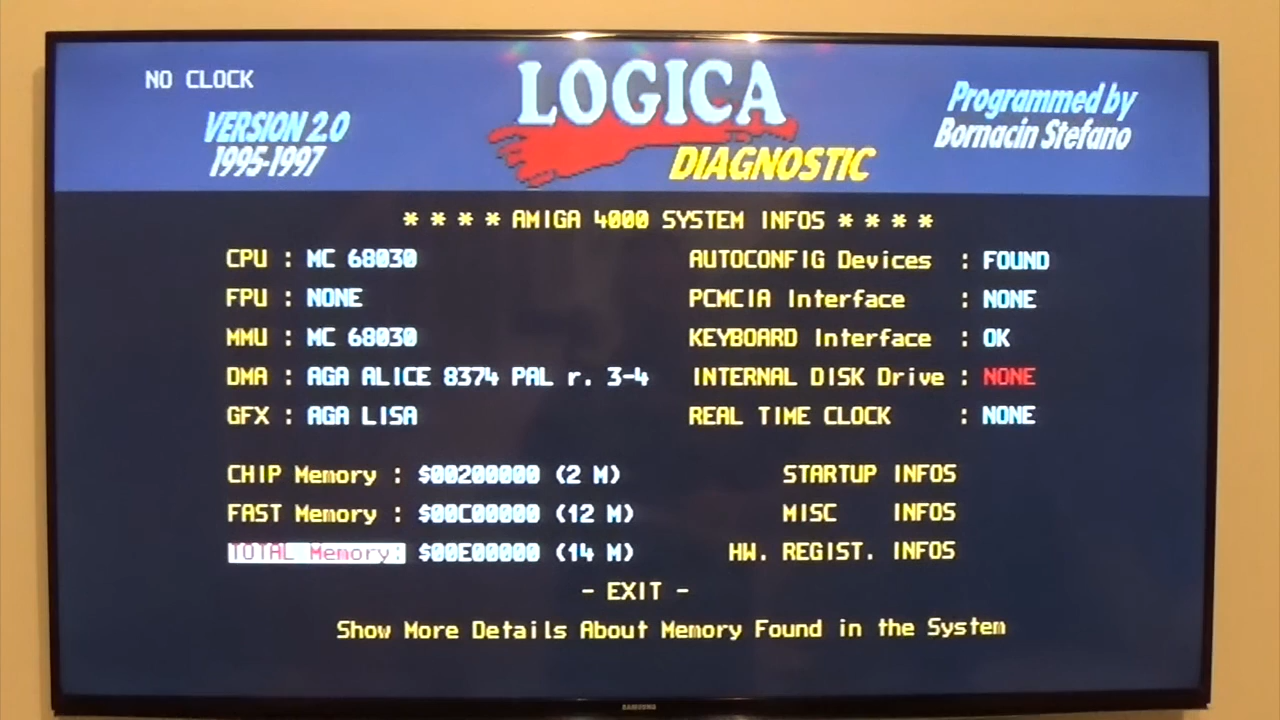 NO CLOCK
VERSION 2.0
1995-1997
LOGICA
DIAGNOSTIC
Programmed by
Bornacin Stefano
* * * * AMIGA 4000 SYSTEM INFOS * * * *
CPU : MC 68030
FPU : NONE
MMU : MC 68030
DMA : AGA ALICE 8374 PAL r. 3-4
GFX : AGA LISA
AUTOCONFIG Devices : FOUND
PCMCIA Interface : NONE
KEYBOARD Interface : OK
INTERNAL DISK Drive : NONE
REAL TIME CLOCK : NONE
CHIP Memory : $00200000 (2 M)
FAST Memory : $00C00000 (12 M)
TOTAL Memory: $00E00000 (14 M)
STARTUP INFOS
MISC INFOS
HW. REGIST. INFOS
- EXIT -
Show More Details About Memory Found in the System
SAMSUNG